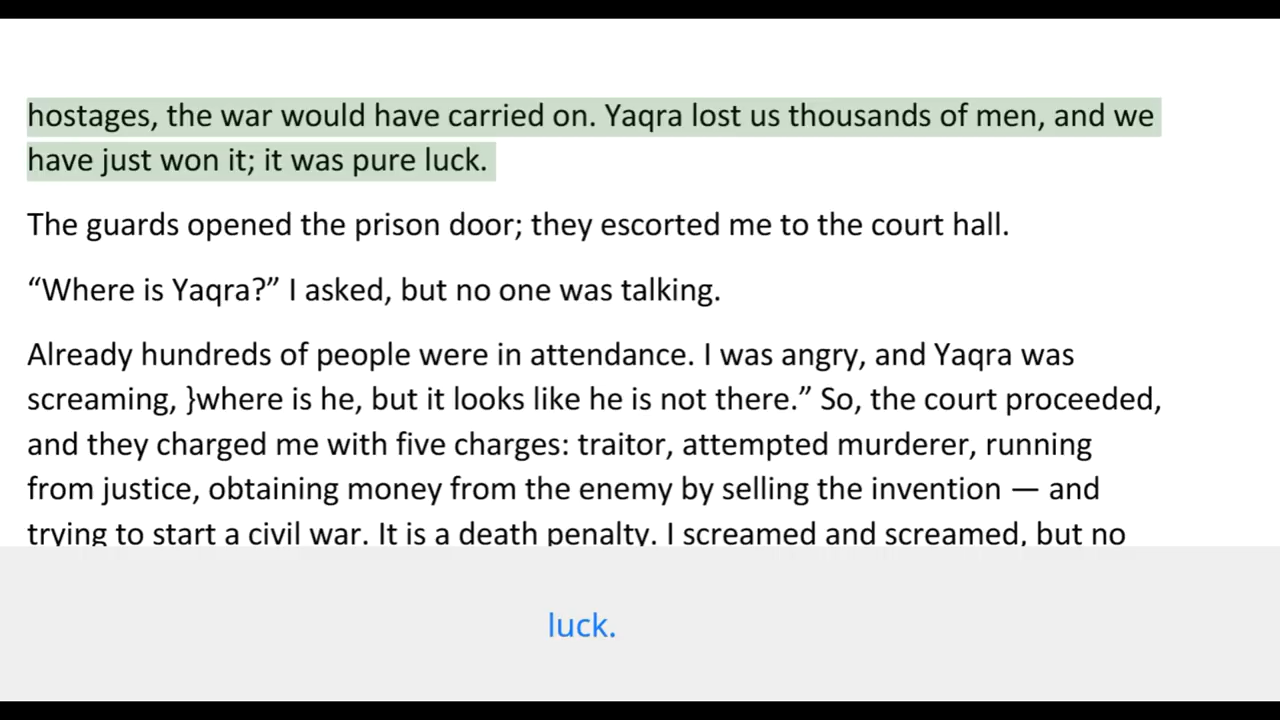 hostages, the war would have carried on. Yaqra lost us thousands of men, and we
have just won it; it was pure luck.
The guards opened the prison door; they escorted me to the court hall.
“Where is Yaqra?” I asked, but no one was talking.
Already hundreds of people were in attendance. I was angry, and Yaqra was
screaming, }where is he, but it looks like he is not there.” So, the court proceeded,
and they charged me with five charges: traitor, attempted murderer, running
from justice, obtaining money from the enemy by selling the invention — and
trying to start a civil war. It is a death penalty. I screamed and screamed, but no
luck.